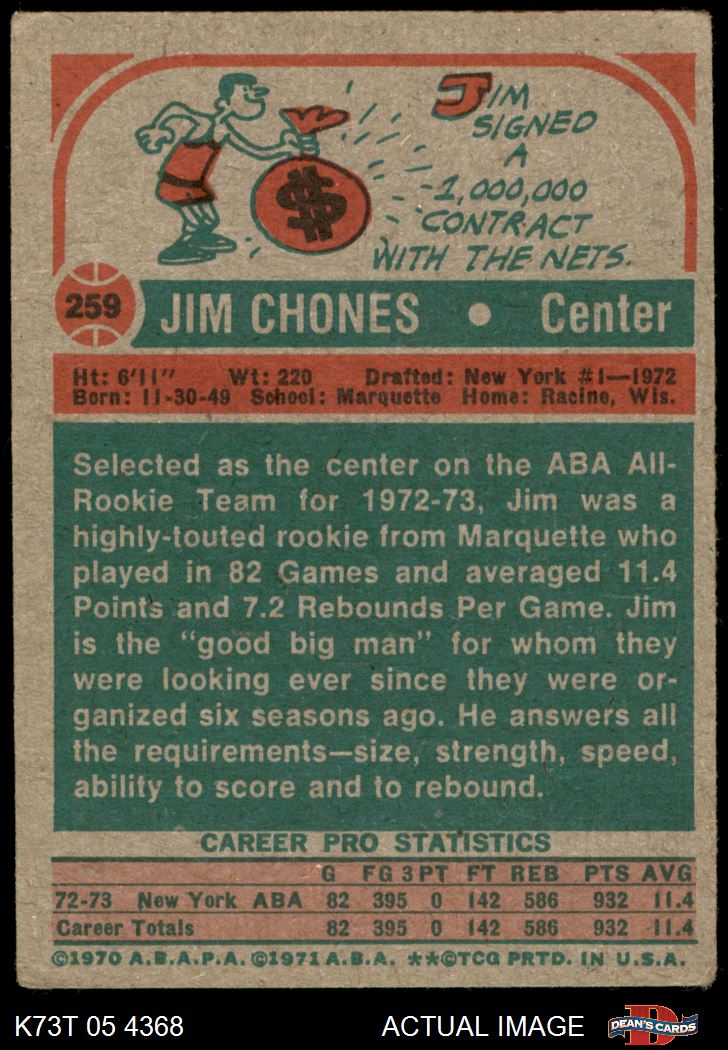 JIM
SIGNED
A
1,000,000
CONTRACT
WITH THE NETS.
$
259
JIM CHONES • Center
Ht: 6'11" Wt: 220 Drafted: New York #1—1972
Born: 11-30-49 School: Marquette Home: Racine, Wis.
Selected as the center on the ABA All-
Rookie Team for 1972-73, Jim was a
highly-touted rookie from Marquette who
played in 82 Games and averaged 11.4
Points and 7.2 Rebounds Per Game. Jim
is the "good big man" for whom they
were looking ever since they were or-
ganized six seasons ago. He answers all
the requirements—size, strength, speed,
ability to score and to rebound.
CAREER PRO STATISTICS
G FG 3PT FT REB PTS AVG
72-73 New York ABA 82 395 0 142 586 932 11.4
Career Totals 82 395 0 142 586 932 11.4
©1970 A.B.A.P.A. ©1971 A.B.A. **©TCG PRTD. IN U.S.A.
K73T 05 4368 ACTUAL IMAGE D DEAN'S CARDS